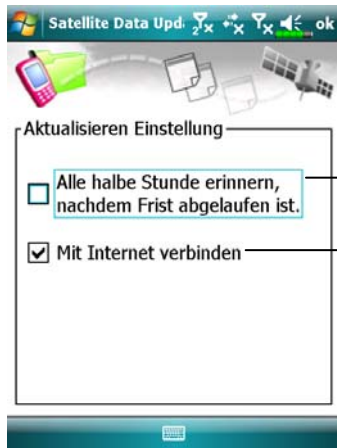 Satellite Data Upd ok
Aktualisieren Einstellung
Alle halbe Stunde erinnern,
nachdem Frist abgelaufen ist.
Mit Internet verbinden